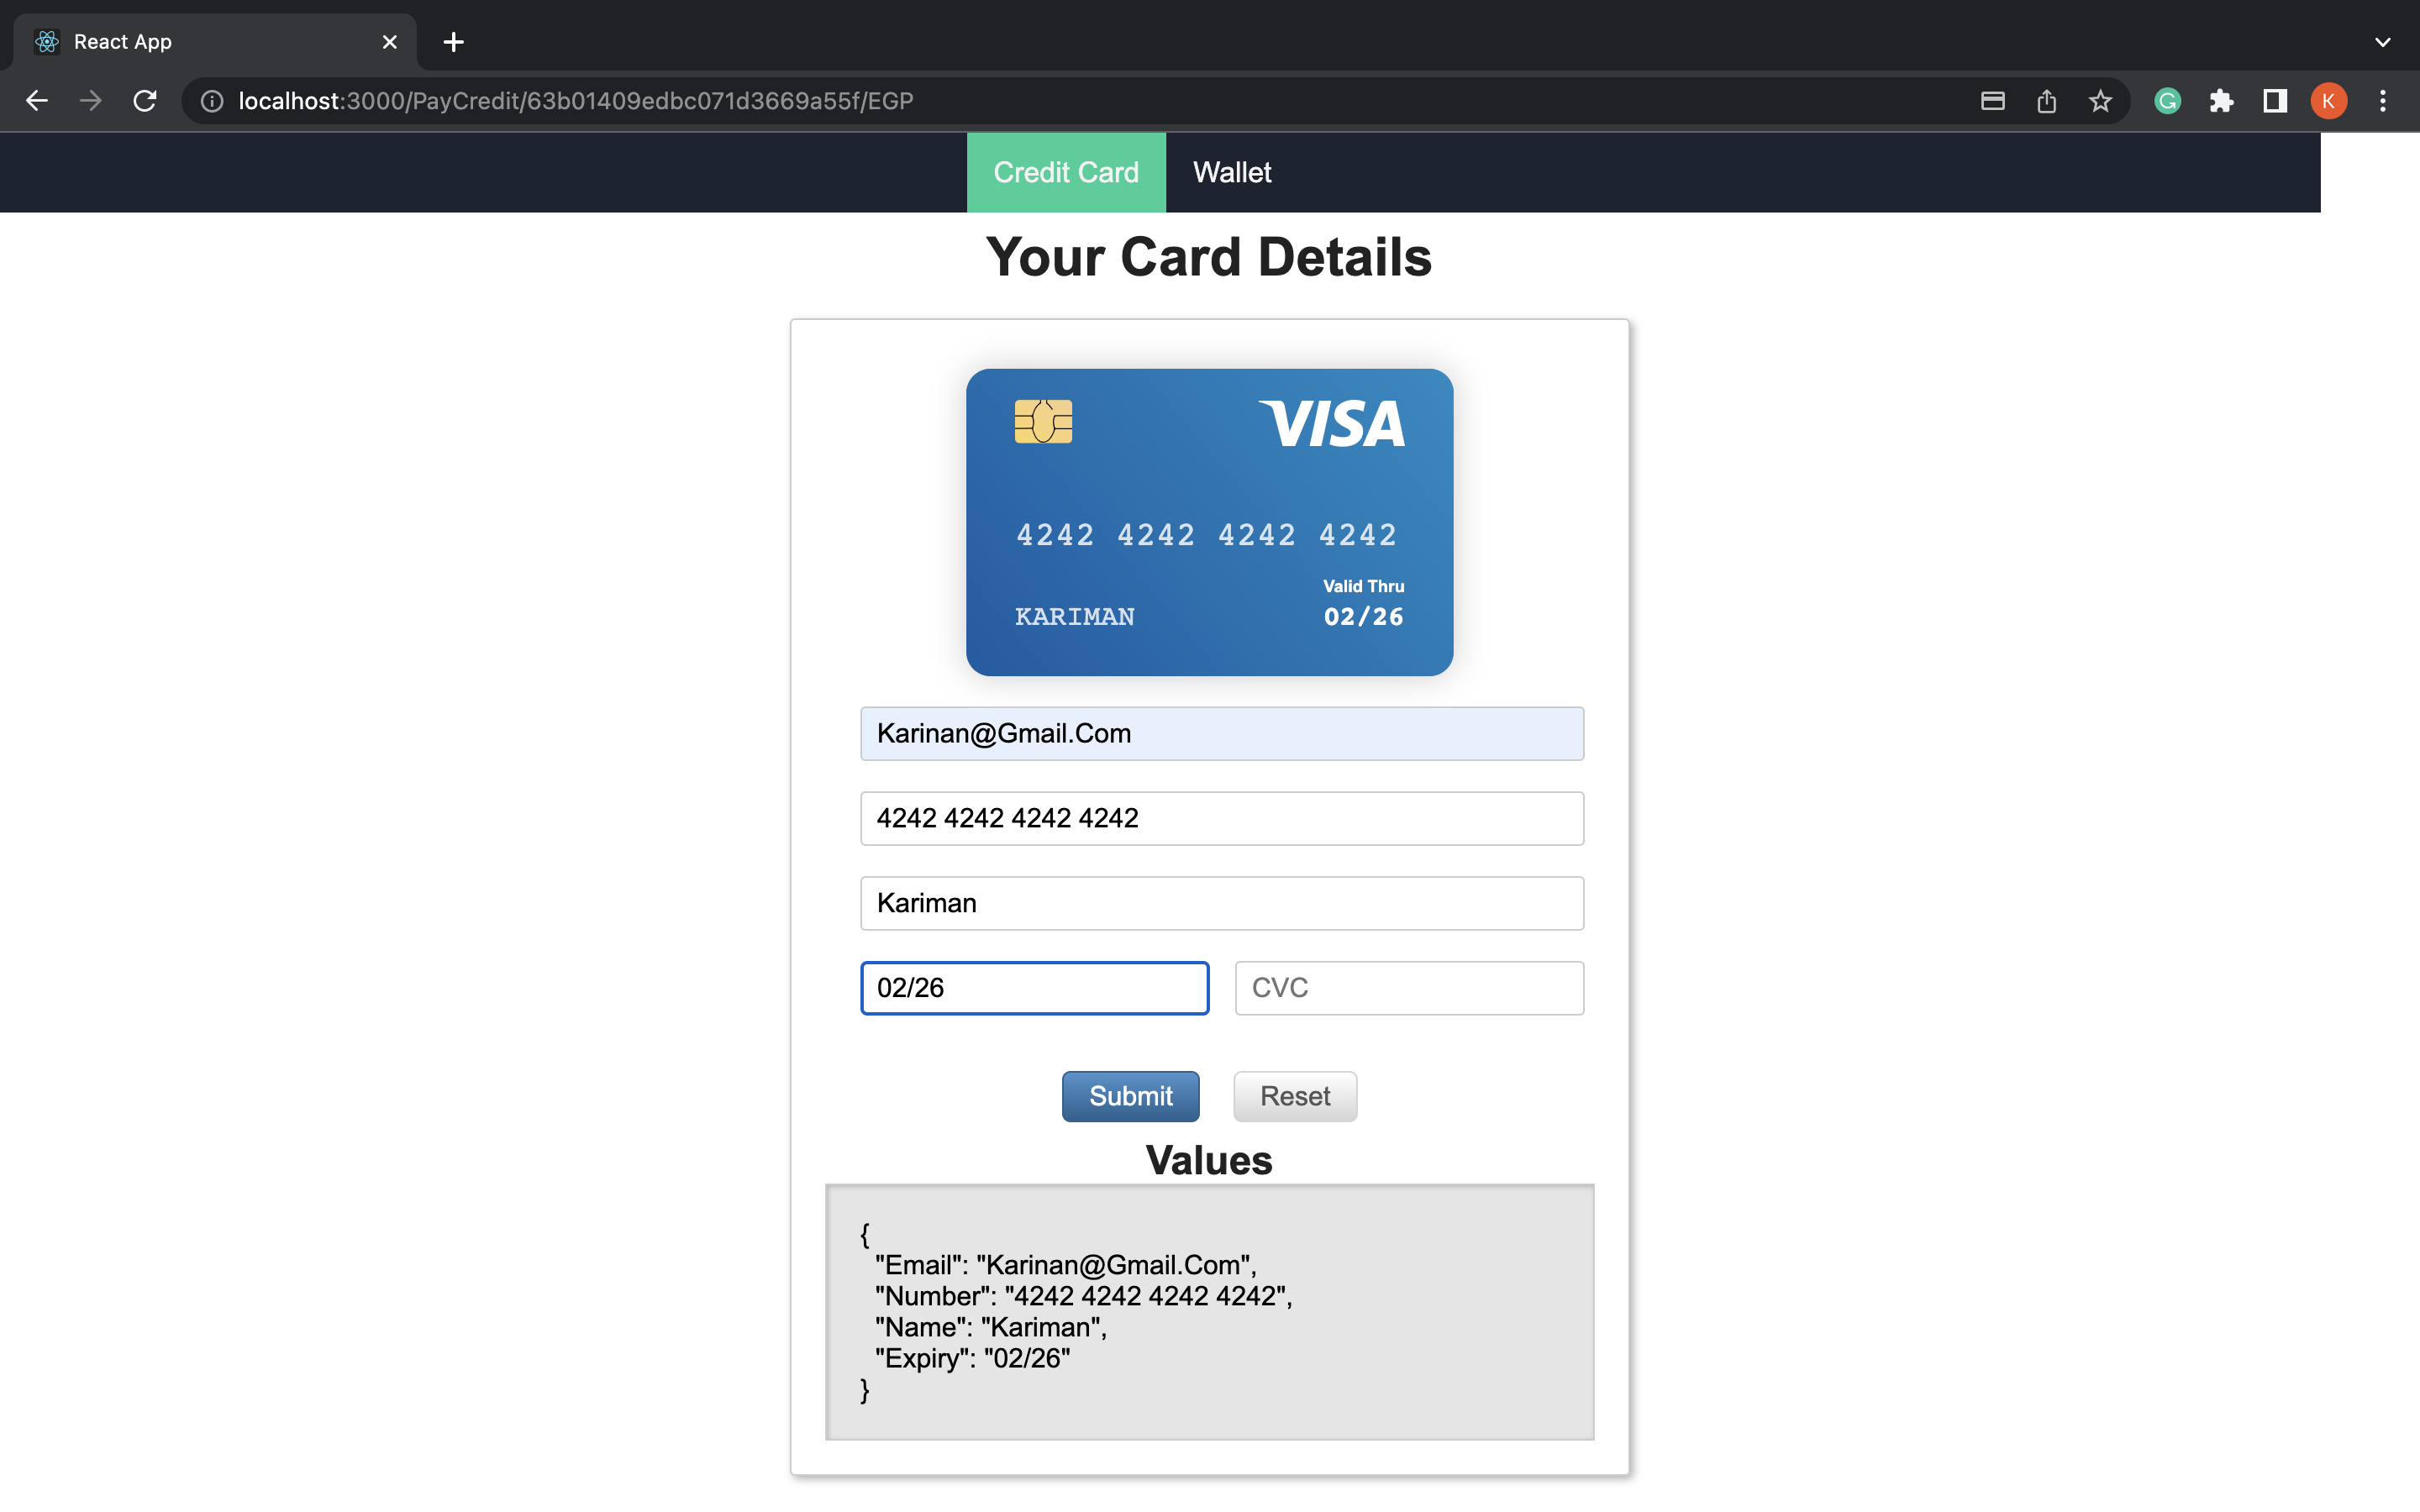 React App
localhost:3000/PayCredit/63b01409edbc071d3669a55f/EGP
G
K
Credit Card
Wallet
Your Card Details
VISA
4242 4242 4242 4242
Valid Thru
KARIMAN 02/26
Karinan@Gmail.Com
4242 4242 4242 4242
Kariman
02/26
CVC
Submit
Reset
Values
{
"Email": "Karinan@Gmail.Com",
"Number": "4242 4242 4242 4242",
"Name": "Kariman",
"Expiry": "02/26"
}